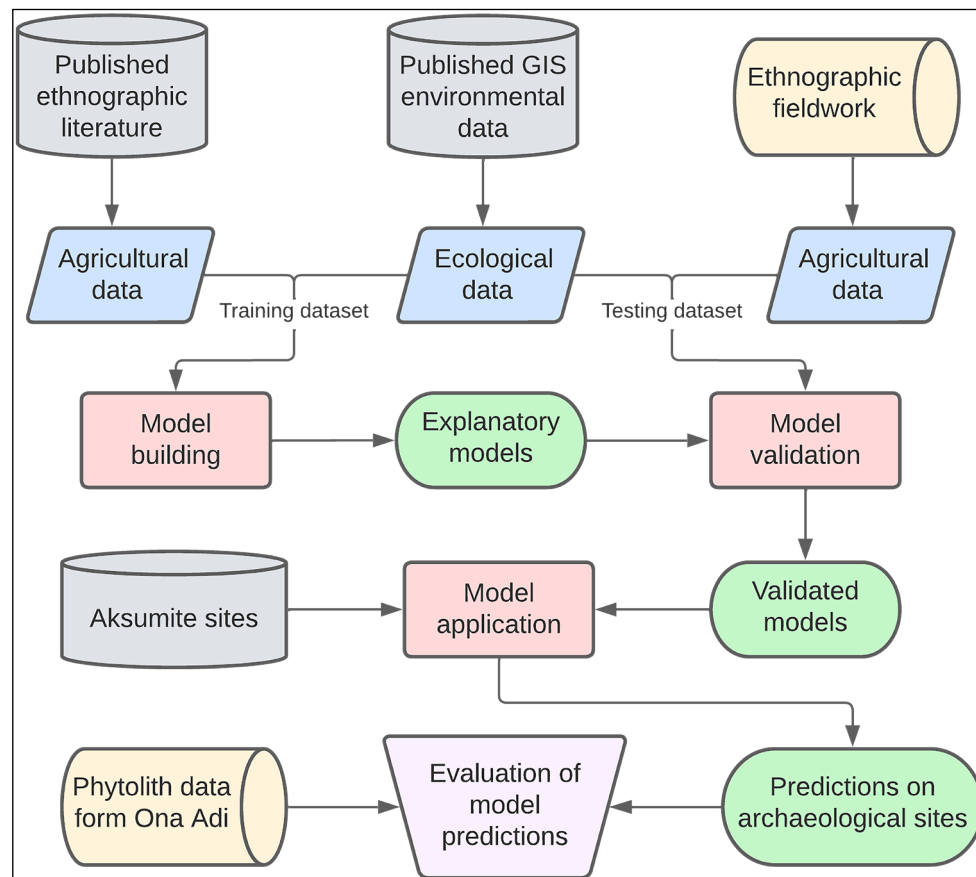 Published
ethnographic
literature
Published GIS
environmental
data
Ethnographic
fieldwork
Agricultural
data
Ecological
data
Agricultural
data
Training dataset
Testing dataset
Model
building
Explanatory
models
Model
validation
Aksumite sites
Model
application
Validated
models
Phytolith data
form Ona Adi
Evaluation of
model
predictions
Predictions on
archaeological sites